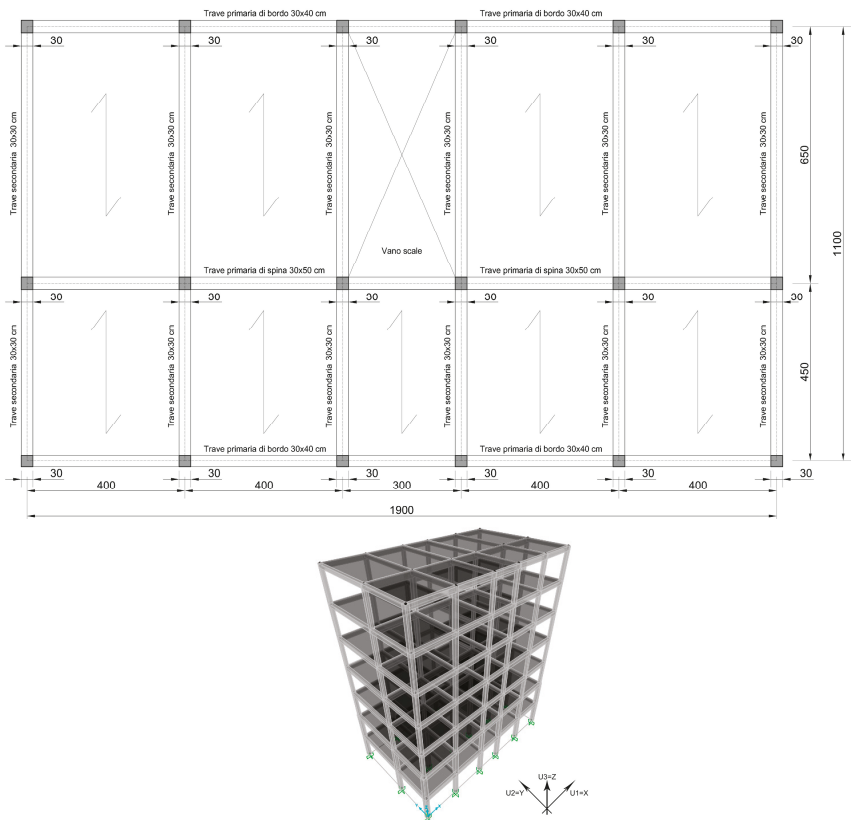 Trave primaria di bordo 30x40 cm Trave primaria di bordo 30x40 cm
30 30 30 30 30 30
Trave secondaria 30x30 cm Trave secondaria 30x30 cm Trave secondaria 30x30 cm Trave secondaria 30x30 cm Trave secondaria 30x30 cm Trave secondaria 30x30 cm
650
1100
Vano scale
Trave primaria di spina 30x50 cm Trave primaria di spina 30x50 cm
30 30 30 30 30 30
Trave secondaria 30x30 cm Trave secondaria 30x30 cm Trave secondaria 30x30 cm Trave secondaria 30x30 cm Trave secondaria 30x30 cm Trave secondaria 30x30 cm
450
Trave primaria di bordo 30x40 cm Trave primaria di bordo 30x40 cm
30 30 30 30 30 30
400 400 300 400 400
1900
U3=Z
U2=Y U1=X